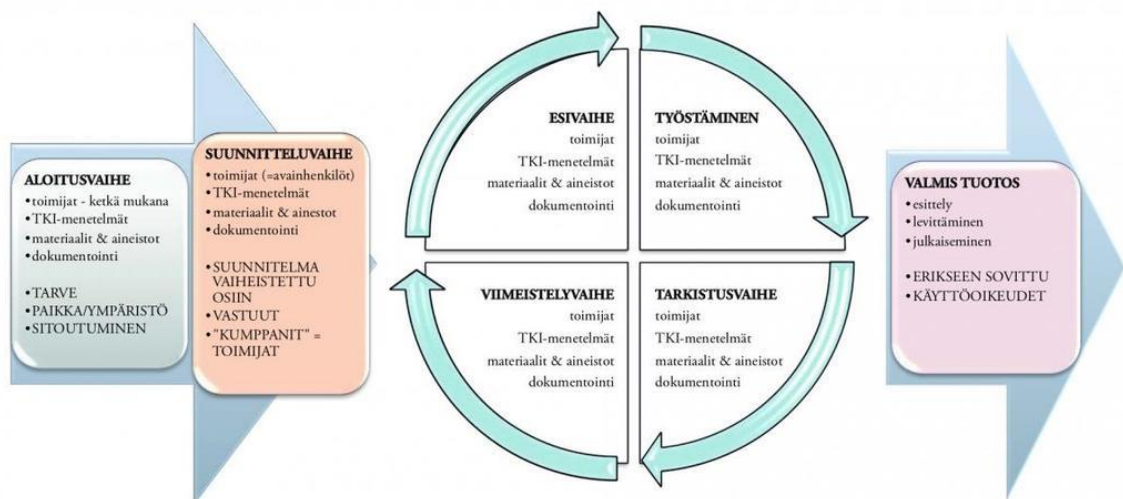 ALOITUSVAIHE
•toimijat - ketkä mukana
•TKI-menetelmät
•materiaalit & aineistot
•dokumentointi
•TARVE
•PAIKKA/YMPÄRISTÖ
•SITOUTUMINEN
SUUNNITTELUVAIHE
•toimijat (=avainhenkilöt)
•TKI-menetelmät
•materiaalit & ainestot
•dokumentointi
•SUUNNITELMA
VAIHEISTETTU
OSIIN
•VASTUUT
•"KUMPPANIT" =
TOIMIJAT
ESIVAIHE
toimijat
TKI-menetelmät
materiaalit & aineistot
dokumentointi
TYÖSTÄMINEN
toimijat
TKI-menetelmät
materiaalit & aineistot
dokumentointi
VIIMEISTELYVAIHE
toimijat
TKI-menetelmät
materiaalit & aineistot
dokumentointi
TARKISTUSVAIHE
toimijat
TKI-menetelmät
materiaalit & aineistot
dokumentointi
VALMIS TUOTOS
•esittely
•levittäminen
•julkaiseminen
•ERIKSEEN SOVITTU
•KÄYTTÖOIKEUDET